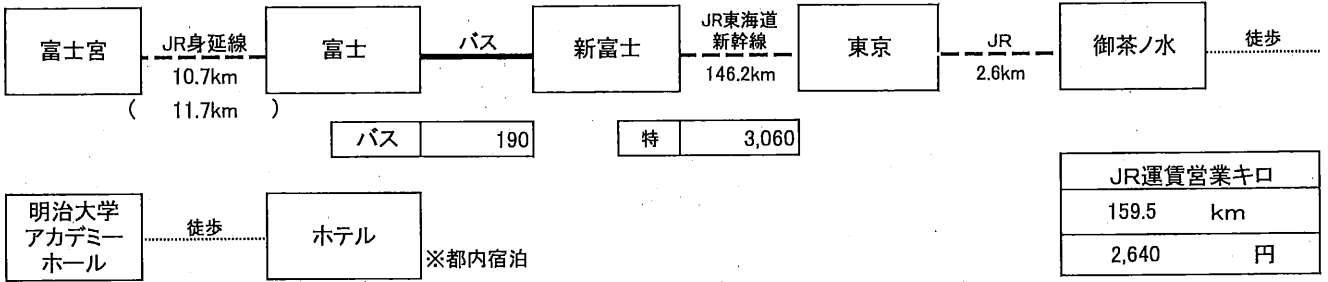 富士宮
JR身延線
10.7km
( 11.7km )
富士
バス
新富士
JR東海道
新幹線
146.2km
東京
JR
2.6km
御茶ノ水
徒歩
バス 190
特 3,060
JR運賃営業キロ
159.5 km
2,640 円
明治大学
アカデミー
ホール
徒歩
ホテル
※都内宿泊